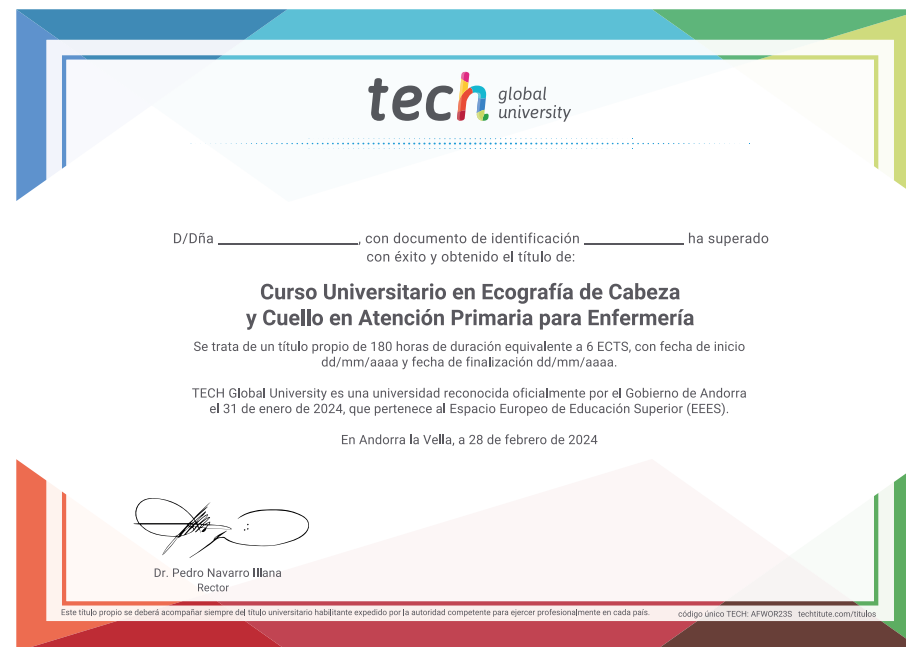 tech global
university
D/Dña ____________________, con documento de identificación ______________ ha superado
con éxito y obtenido el título de:
Curso Universitario en Ecografía de Cabeza
y Cuello en Atención Primaria para Enfermería
Se trata de un título propio de 180 horas de duración equivalente a 6 ECTS, con fecha de inicio
dd/mm/aaaa y fecha de finalización dd/mm/aaaa.
TECH Global University es una universidad reconocida oficialmente por el Gobierno de Andorra
el 31 de enero de 2024, que pertenece al Espacio Europeo de Educación Superior (EEES).
En Andorra la Vella, a 28 de febrero de 2024
Dr. Pedro Navarro Illana
Rector
Este título propio se deberá acompañar siempre del título universitario habilitante expedido por la autoridad competente para ejercer profesionalmente en cada país. código único TECH: AFWOR23S techtitute.com/titulos